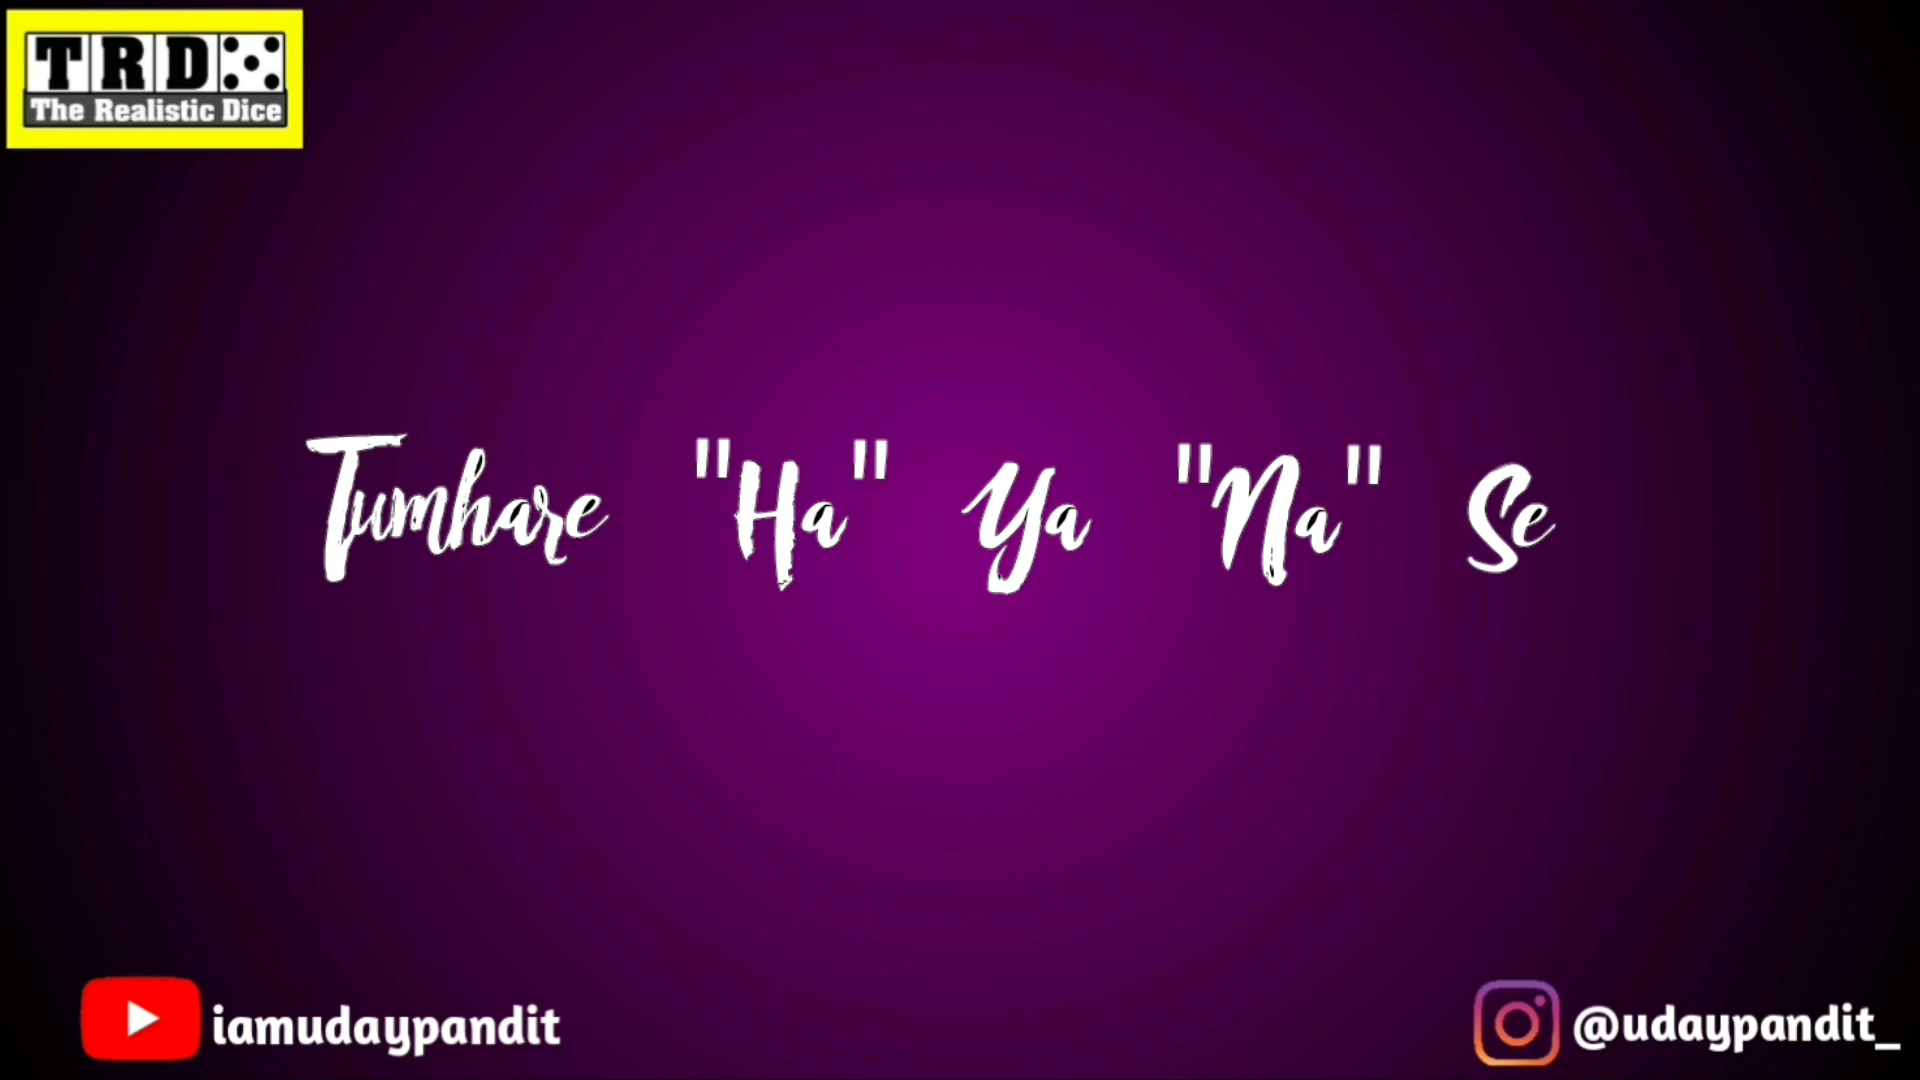 TRD
The Realistic Dice
Tumhare "Ha" Ya "Na" Se
iamudaypandit
@udaypandit_